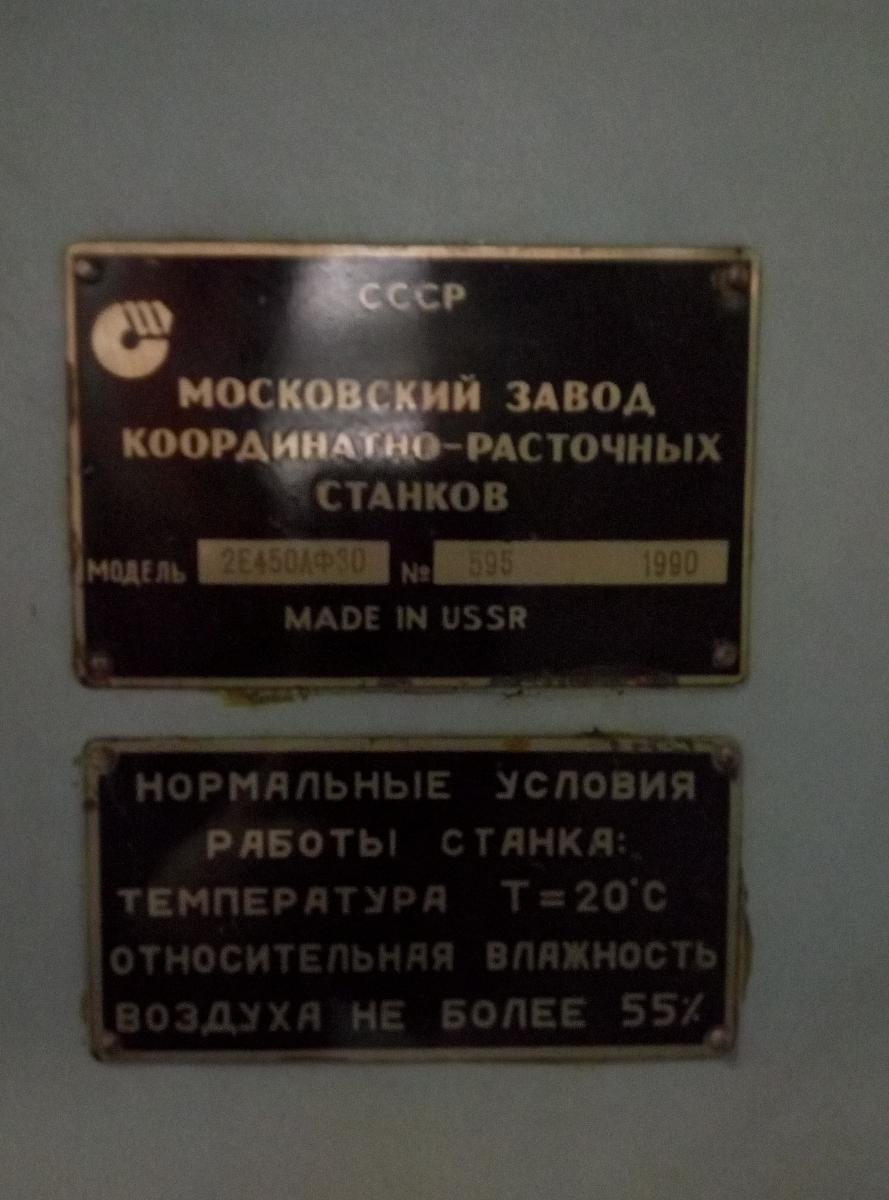 СССР
МОСКОВСКИЙ ЗАВОД
КООРДИНАТНО-РАСТОЧНЫХ
СТАНКОВ
МОДЕЛЬ 2Е450АФ30 № 595 1990
MADE IN USSR
НОРМАЛЬНЫЕ УСЛОВИЯ
РАБОТЫ СТАНКА:
ТЕМПЕРАТУРА T=20°C
ОТНОСИТЕЛЬНАЯ ВЛАЖНОСТЬ
ВОЗДУХА НЕ БОЛЕЕ 55%